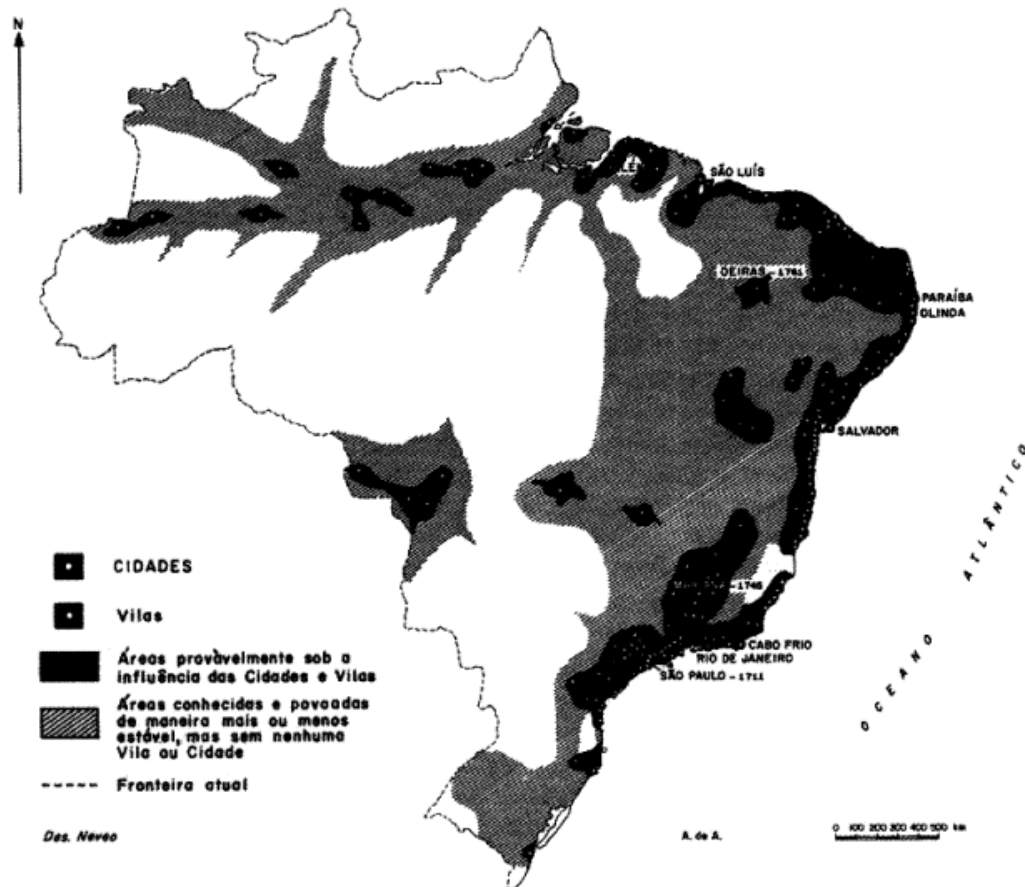 N
SÃO LUÍS
OEIRAS - 1761
PARAÍBA
OLINDA
SALVADOR
OCEANO ATLÂNTICO
1745
CABO FRIO
RIO DE JANEIRO
SÃO PAULO - 1711
CIDADES
Vilas
Áreas provàvelmente sob a
influência das Cidades e Vilas
Áreas conhecidas e povoadas
de maneira mais ou menos
estável, mas sem nenhuma
Vila ou Cidade
Fronteira atual
Des. Neveo
A. de A.
0 100 200 300 400 500 km